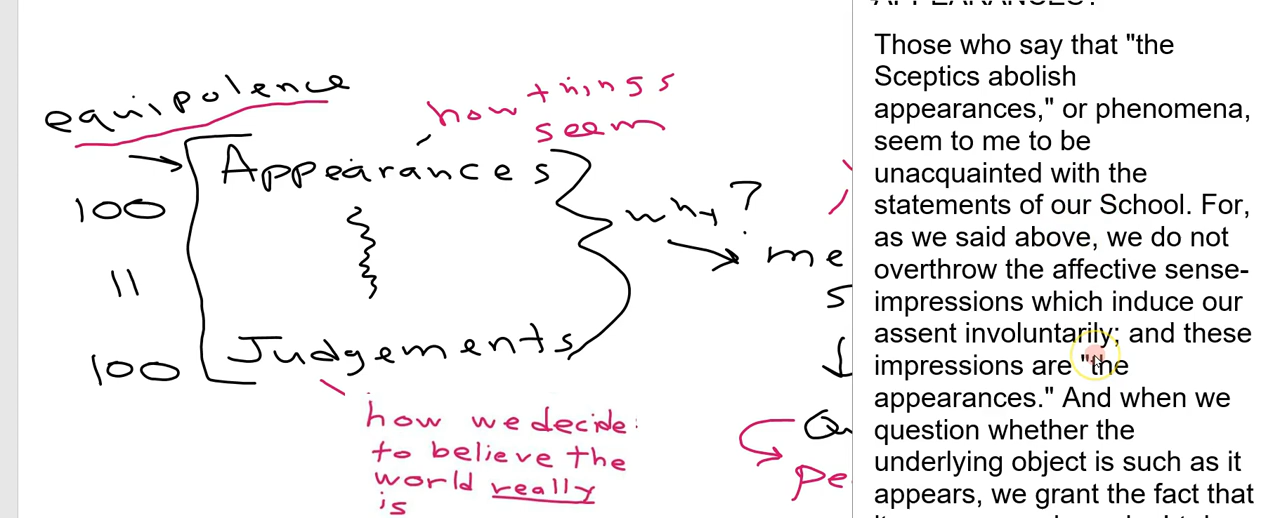 equipolence
how things
seem
Appearances
100
why?
me
||
s
Judgements
100
how we decide
to believe the
world really
is
pe
Those who say that "the
Sceptics abolish
appearances," or phenomena,
seem to me to be
unacquainted with the
statements of our School. For,
as we said above, we do not
overthrow the affective sense-
impressions which induce our
assent involuntarily; and these
impressions are "the
appearances." And when we
question whether the
underlying object is such as it
appears, we grant the fact that